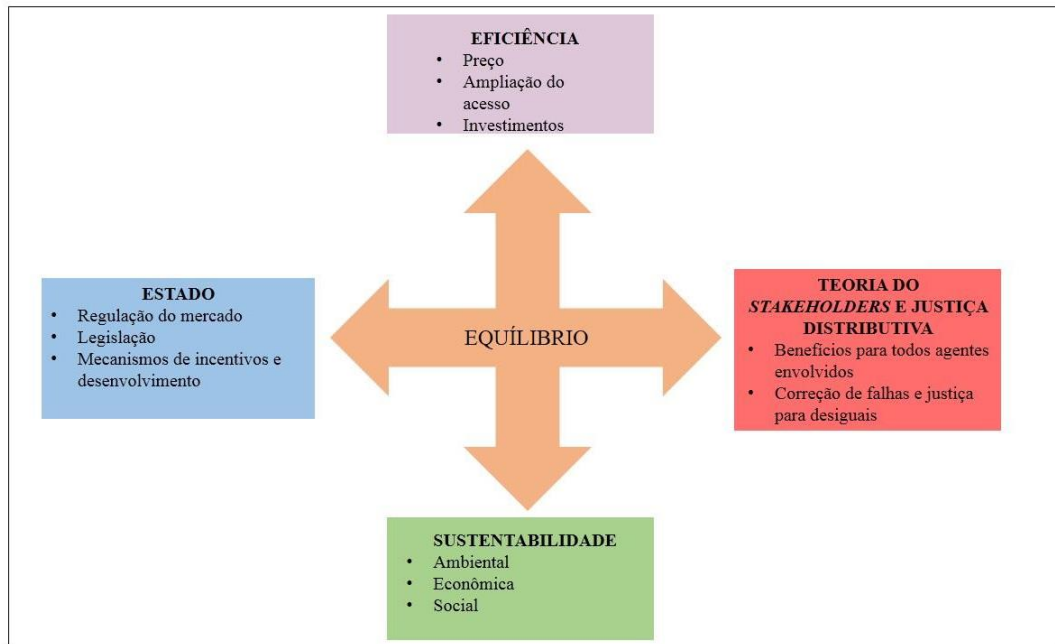 EFICIÊNCIA
• Preço
• Ampliação do
acesso
• Investimentos
ESTADO
• Regulação do mercado
• Legislação
• Mecanismos de incentivos e
desenvolvimento
EQUÍLIBRIO
TEORIA DO
STAKEHOLDERS E JUSTIÇA
DISTRIBUTIVA
• Benefícios para todos agentes
envolvidos
• Correção de falhas e justiça
para desiguais
SUSTENTABILIDADE
• Ambiental
• Econômica
• Social